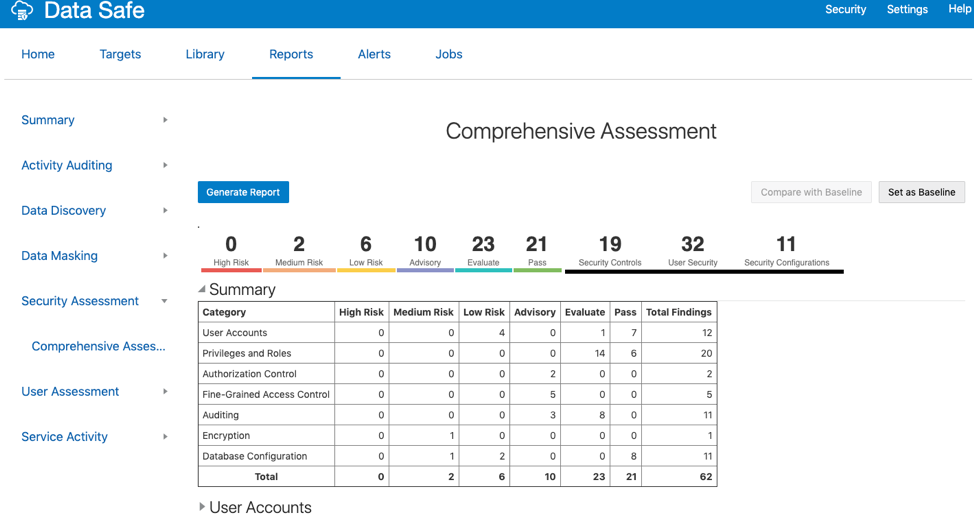 Data Safe
Security Settings Help
Home Targets Library Reports Alerts Jobs
Summary
Activity Auditing
Data Discovery
Data Masking
Security Assessment
Comprehensive Asses...
User Assessment
Service Activity
Comprehensive Assessment
Generate Report Compare with Baseline Set as Baseline
.
0 2 6 10 23 21 19 32 11
High Risk Medium Risk Low Risk Advisory Evaluate Pass Security Controls User Security Security Configurations
Summary
Category High Risk Medium Risk Low Risk Advisory Evaluate Pass Total Findings
User Accounts 0 0 4 0 1 7 12
Privileges and Roles 0 0 0 0 14 6 20
Authorization Control 0 0 0 2 0 0 2
Fine-Grained Access Control 0 0 0 5 0 0 5
Auditing 0 0 0 3 8 0 11
Encryption 0 1 0 0 0 0 1
Database Configuration 0 1 2 0 0 8 11
Total 0 2 6 10 23 21 62
User Accounts